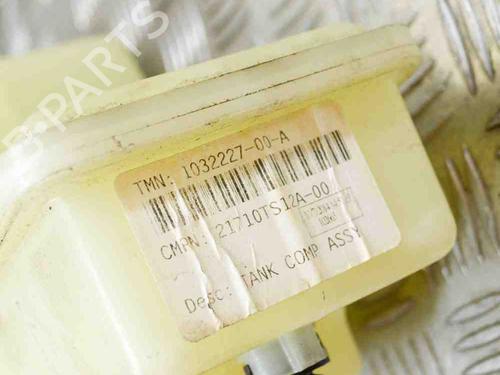 B-PARTS
TMN: 1032227-00-A
CMPN: 21710TS12A-00
Desc: TANK COMP ASSY